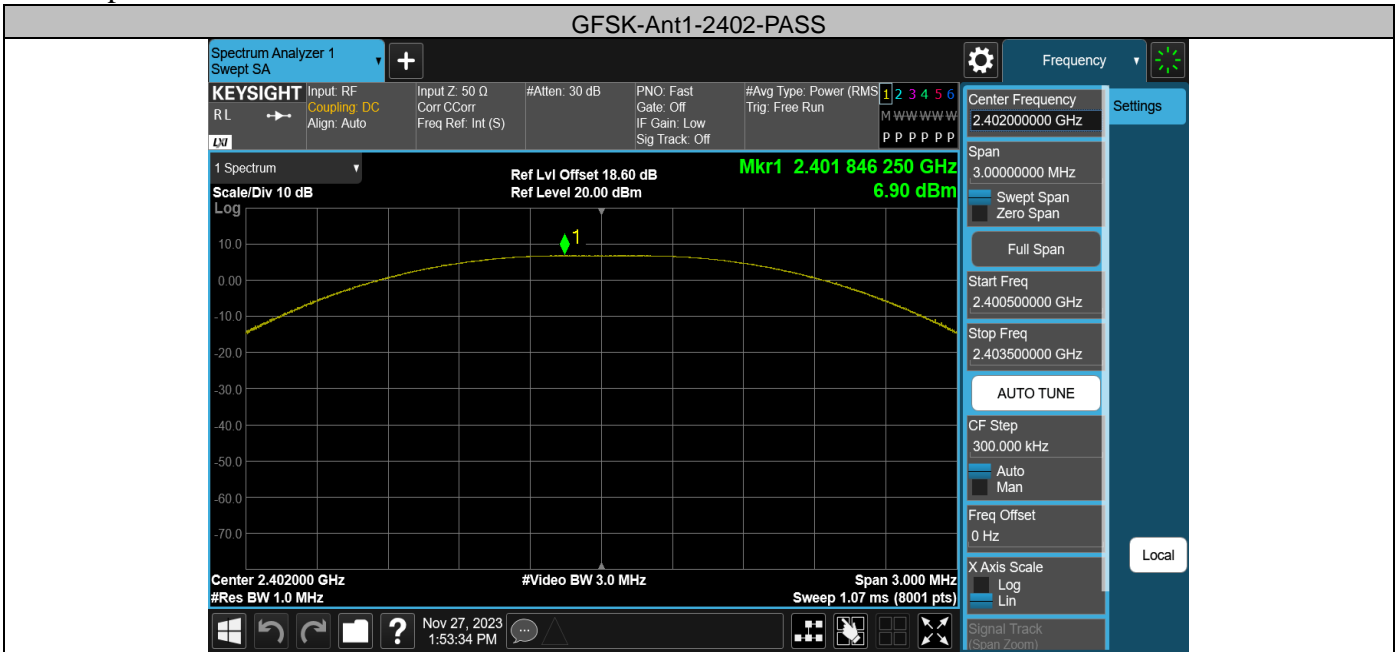 GFSK-Ant1-2402-PASS
Spectrum Analyzer 1
Swept SA
+
Frequency
KEYSIGHT
RL
LXI
Input: RF
Coupling: DC
Align: Auto
Input Z: 50 Ω
Corr CCorr
Freq Ref: Int (S)
#Atten: 30 dB
PNO: Fast
Gate: Off
IF Gain: Low
Sig Track: Off
#Avg Type: Power (RMS
Trig: Free Run
1 2 3 4 5 6
M W W W W W
P P P P P P
1 Spectrum
Scale/Div 10 dB
Log
Ref Lvl Offset 18.60 dB
Ref Level 20.00 dBm
Mkr1 2.401 846 250 GHz
6.90 dBm
1
10.0
0.00
-10.0
-20.0
-30.0
-40.0
-50.0
-60.0
-70.0
Center 2.402000 GHz
#Res BW 1.0 MHz
#Video BW 3.0 MHz
Span 3.000 MHz
Sweep 1.07 ms (8001 pts)
Center Frequency
2.402000000 GHz
Settings
Span
3.00000000 MHz
Swept Span
Zero Span
Full Span
Start Freq
2.400500000 GHz
Stop Freq
2.403500000 GHz
AUTO TUNE
CF Step
300.000 kHz
Auto
Man
Freq Offset
0 Hz
X Axis Scale
Log
Lin
Local
Signal Track
(Span Zoom)
?
Nov 27, 2023
1:53:34 PM